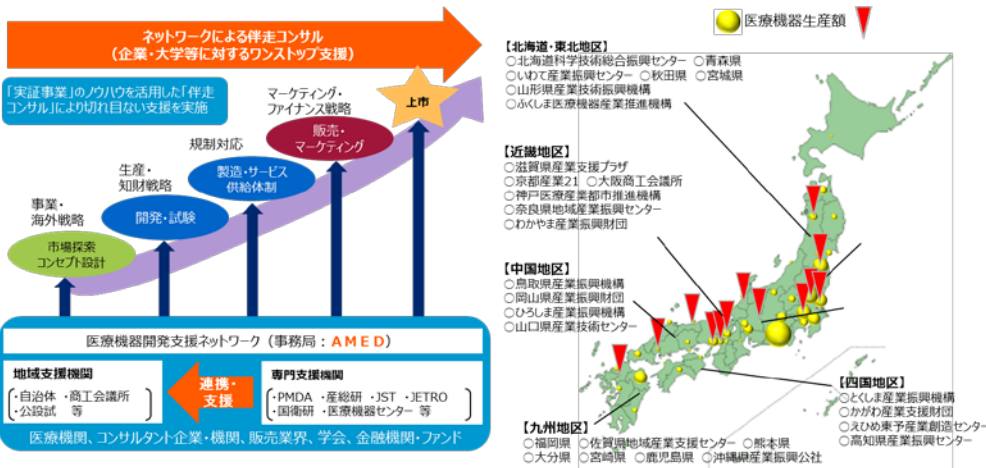 ネットワークによる伴走コンサル
(企業・大学等に対するワンストップ支援)
「実証事業」のノウハウを活用した「伴走
コンサル」により切れ目ない支援を実施
マーケティング・
ファイナンス戦略
上市
販売・
マーケティング
規制対応
製造・サービス
供給体制
生産・
知財戦略
開発・試験
事業・
海外戦略
市場探索
コンセプト設計
医療機器開発支援ネットワーク(事務局:AMED)
地域支援機関
・自治体 ・商工会議所
・公設試 等
連携・
支援
専門支援機関
・PMDA ・産総研 ・JST ・JETRO
・国衛研 ・医療機器センター 等
医療機関、コンサルタント企業・機関、販売業界、学会、金融機関・ファンド
医療機器生産額
【北海道・東北地区】
○北海道科学技術総合振興センター ○青森県
○いわて産業振興センター ○秋田県 ○宮城県
○山形県産業技術振興機構
○ふくしま医療機器産業推進機構
【近畿地区】
○滋賀県産業支援プラザ
○京都産業21 ○大阪商工会議所
○神戸医療産業都市推進機構
○奈良県地域産業振興センター
○わかやま産業振興財団
【中国地区】
○鳥取県産業振興機構
○岡山県産業振興財団
○ひろしま産業振興機構
○山口県産業技術センター
【四国地区】
○とくしま産業振興機構
○かがわ産業支援財団
○えひめ東予産業創造センター
○高知県産業振興センター
【九州地区】
○福岡県 ○佐賀県地域産業支援センター ○熊本県
○大分県 ○宮崎県 ○鹿児島県 ○沖縄県産業振興公社